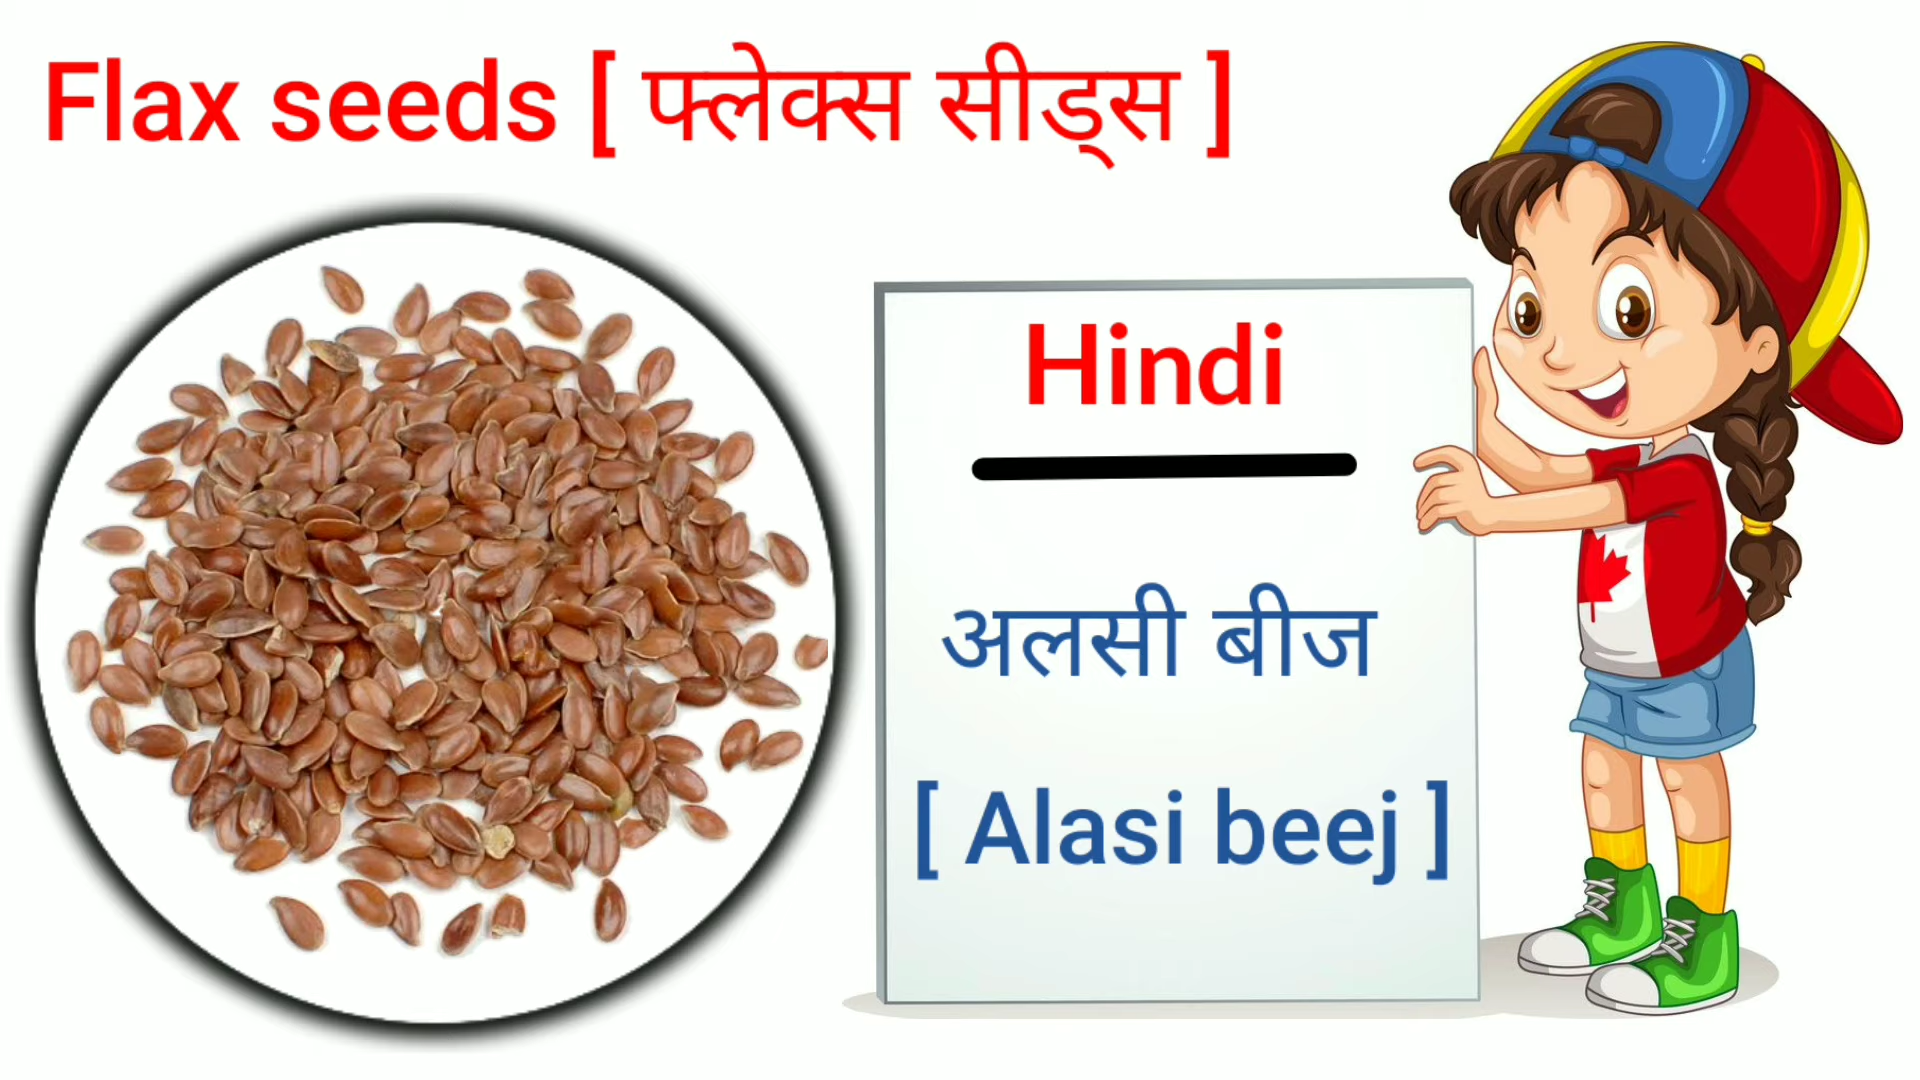 Flax seeds [ फ्लेक्स सीड्स ]
Hindi
अलसी बीज
[ Alasi beej ]